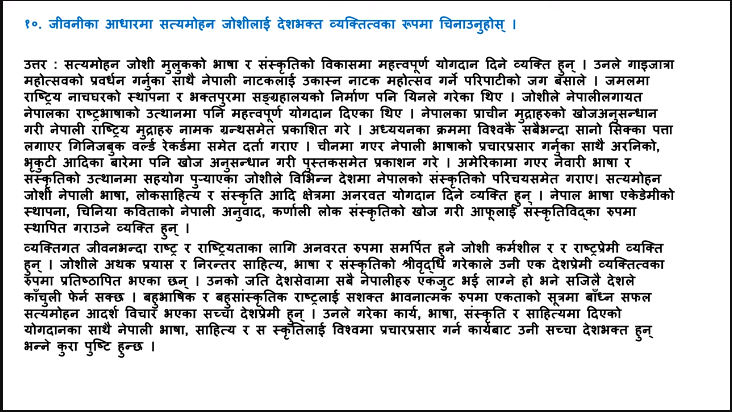 १०. जीवनीका आधारमा सत्यमोहन जोशीलाई देशभक्त व्यक्तित्वका रूपमा चिनाउनुहोस् ।
उत्तर : सत्यमोहन जोशी मुलुकको भाषा र संस्कृतिको विकासमा महत्त्वपूर्ण योगदान दिने व्यक्ति हुन् । उनले गाइजात्रा
महोत्सवको प्रवर्धन गर्नुका साथै नेपाली नाटकलाई उकास्न नाटक महोत्सव गर्ने परिपाटीको जग बसाले । जमलमा
राष्ट्रिय नाचघरको स्थापना र भक्तपुरमा सङ्ग्रहालयको निर्माण पनि यिनले गरेका थिए । जोशीले नेपालीलगायत
नेपालका राष्ट्रभाषाको उत्थानमा पनि महत्त्वपूर्ण योगदान दिएका थिए । नेपालका प्राचीन मुद्राहरुको खोजअनुसन्धान
गरी नेपाली राष्ट्रिय मुद्राहरु नामक ग्रन्थसमेत प्रकाशित गरे । अध्ययनका क्रममा विश्वकै सबैभन्दा सानो सिक्का पत्ता
लगाएर गिनिजबुक वर्ल्ड रेकर्डमा समेत दर्ता गराए । चीनमा गएर नेपाली भाषाको प्रचारप्रसार गर्नुका साथै अरनिको,
भृकुटी आदिका बारेमा पनि खोज अनुसन्धान गरी पुस्तकसमेत प्रकाशन गरे । अमेरिकामा गएर नेवारी भाषा र
संस्कृतिको उत्थानमा सहयोग पुऱ्याएका जोशीले विभिन्न देशमा नेपालको संस्कृतिको परिचयसमेत गराए। सत्यमोहन
जोशी नेपाली भाषा, लोकसाहित्य र संस्कृति आदि क्षेत्रमा अनरवत योगदान दिने व्यक्ति हुन् । नेपाल भाषा एकेडेमीको
स्थापना, चिनिया कविताको नेपाली अनुवाद, कर्णाली लोक संस्कृतिको खोज गरी आफूलाई संस्कृतिविद्का रुपमा
स्थापित गराउने व्यक्ति हुन् ।
व्यक्तिगत जीवनभन्दा राष्ट्र र राष्ट्रियताका लागि अनवरत रुपमा समर्पित हुने जोशी कर्मशील र र राष्ट्रप्रेमी व्यक्ति
हुन् । जोशीले अथक प्रयास र निरन्तर साहित्य, भाषा र संस्कृतिको श्रीवृद्धि गरेकाले उनी एक देशप्रेमी व्यक्तित्वका
रुपमा प्रतिष्ठापित भएका छन् । उनको जति देशसेवामा सबै नेपालीहरु एकजुट भई लाग्ने हो भने सजिलै देशले
काँचुली फेर्न सक्छ । बहुभाषिक र बहुसांस्कृतिक राष्ट्रलाई सशक्त भावनात्मक रुपमा एकताको सूत्रमा बाँध्न सफल
सत्यमोहन आदर्श विचार भएका सच्चा देशप्रेमी हुन् । उनले गरेका कार्य, भाषा, संस्कृति र साहित्यमा दिएको
योगदानका साथै नेपाली भाषा, साहित्य र स स्कृतिलाई विश्वमा प्रचारप्रसार गर्न कार्यबाट उनी सच्चा देशभक्त हुन्
भन्ने कुरा पुष्टि हुन्छ ।